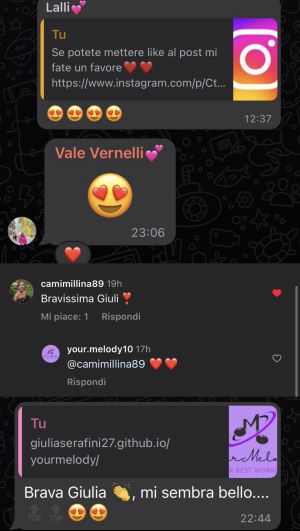 Lalli💕
Tu
Se potete mettere like al post mi
fate un favore❤️❤️
https://www.instagram.com/p/Ct...
😍😍😍😍
12:37
Vale Vernelli💕
😍
23:06
❤️
camimillina89 19h
Bravissima Giuli❣️
Mi piace: 1 Rispondi
your.melody10 17h
@camimillina89 ❤️❤️
Rispondi
Tu
giuliaserafini27.github.io/
yourmelody/
Brava Giulia 👏, mi sembra bello....
😍😍
22:44
TOP TOP